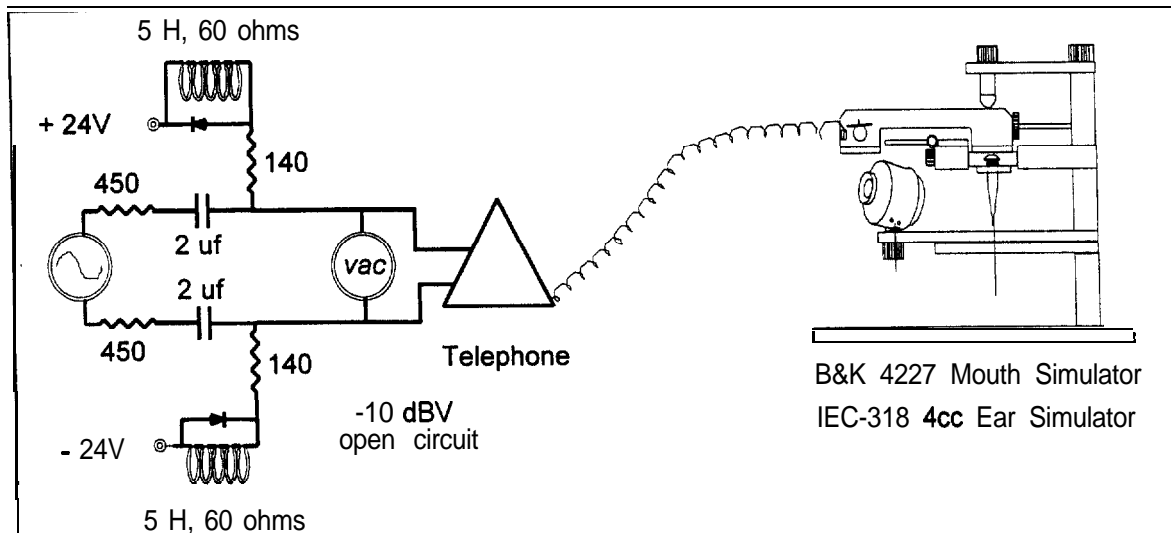 5 H, 60 ohms
+ 24V
140
450
2 uf
vac
2 uf
450
140
Telephone
-10 dBV
open circuit
- 24V
5 H, 60 ohms
B&K 4227 Mouth Simulator
IEC-318 4cc Ear Simulator